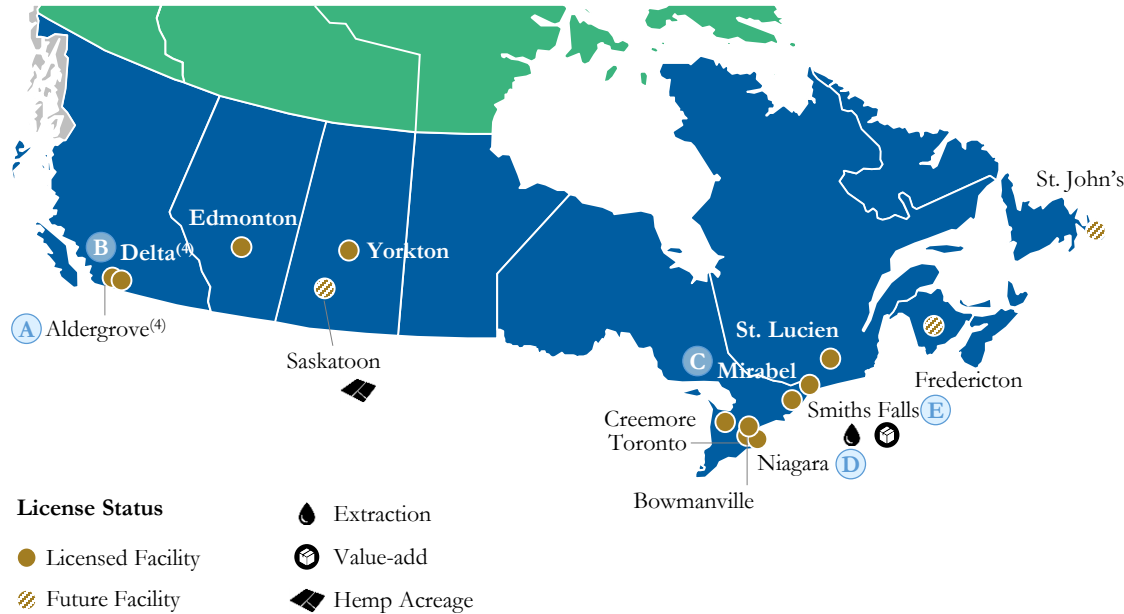 St. John’s
Edmonton
B Delta(4)
Yorkton
A Aldergrove(4)
St. Lucien
Saskatoon
C Mirabel
Fredericton
Creemore
Smiths Falls E
Toronto
Niagara D
Bowmanville
License Status
Extraction
Licensed Facility
Value-add
Future Facility
Hemp Acreage